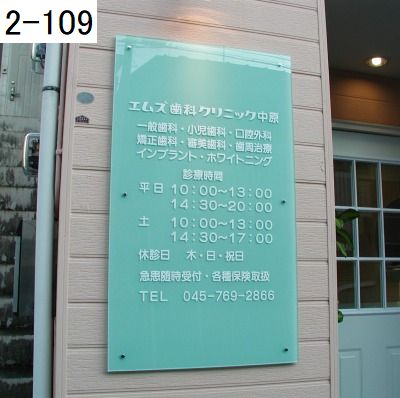 2-109
エムズ歯科クリニック中原
一般歯科・小児歯科・口腔外科
矯正歯科・審美歯科・歯周治療
インプラント・ホワイトニング
診療時間
平日 10:00～13:00
14:30～20:00
土 10:00～13:00
14:30～17:00
休診日 木・日・祝日
急患随時受付・各種保険取扱
TEL 045-769-2866